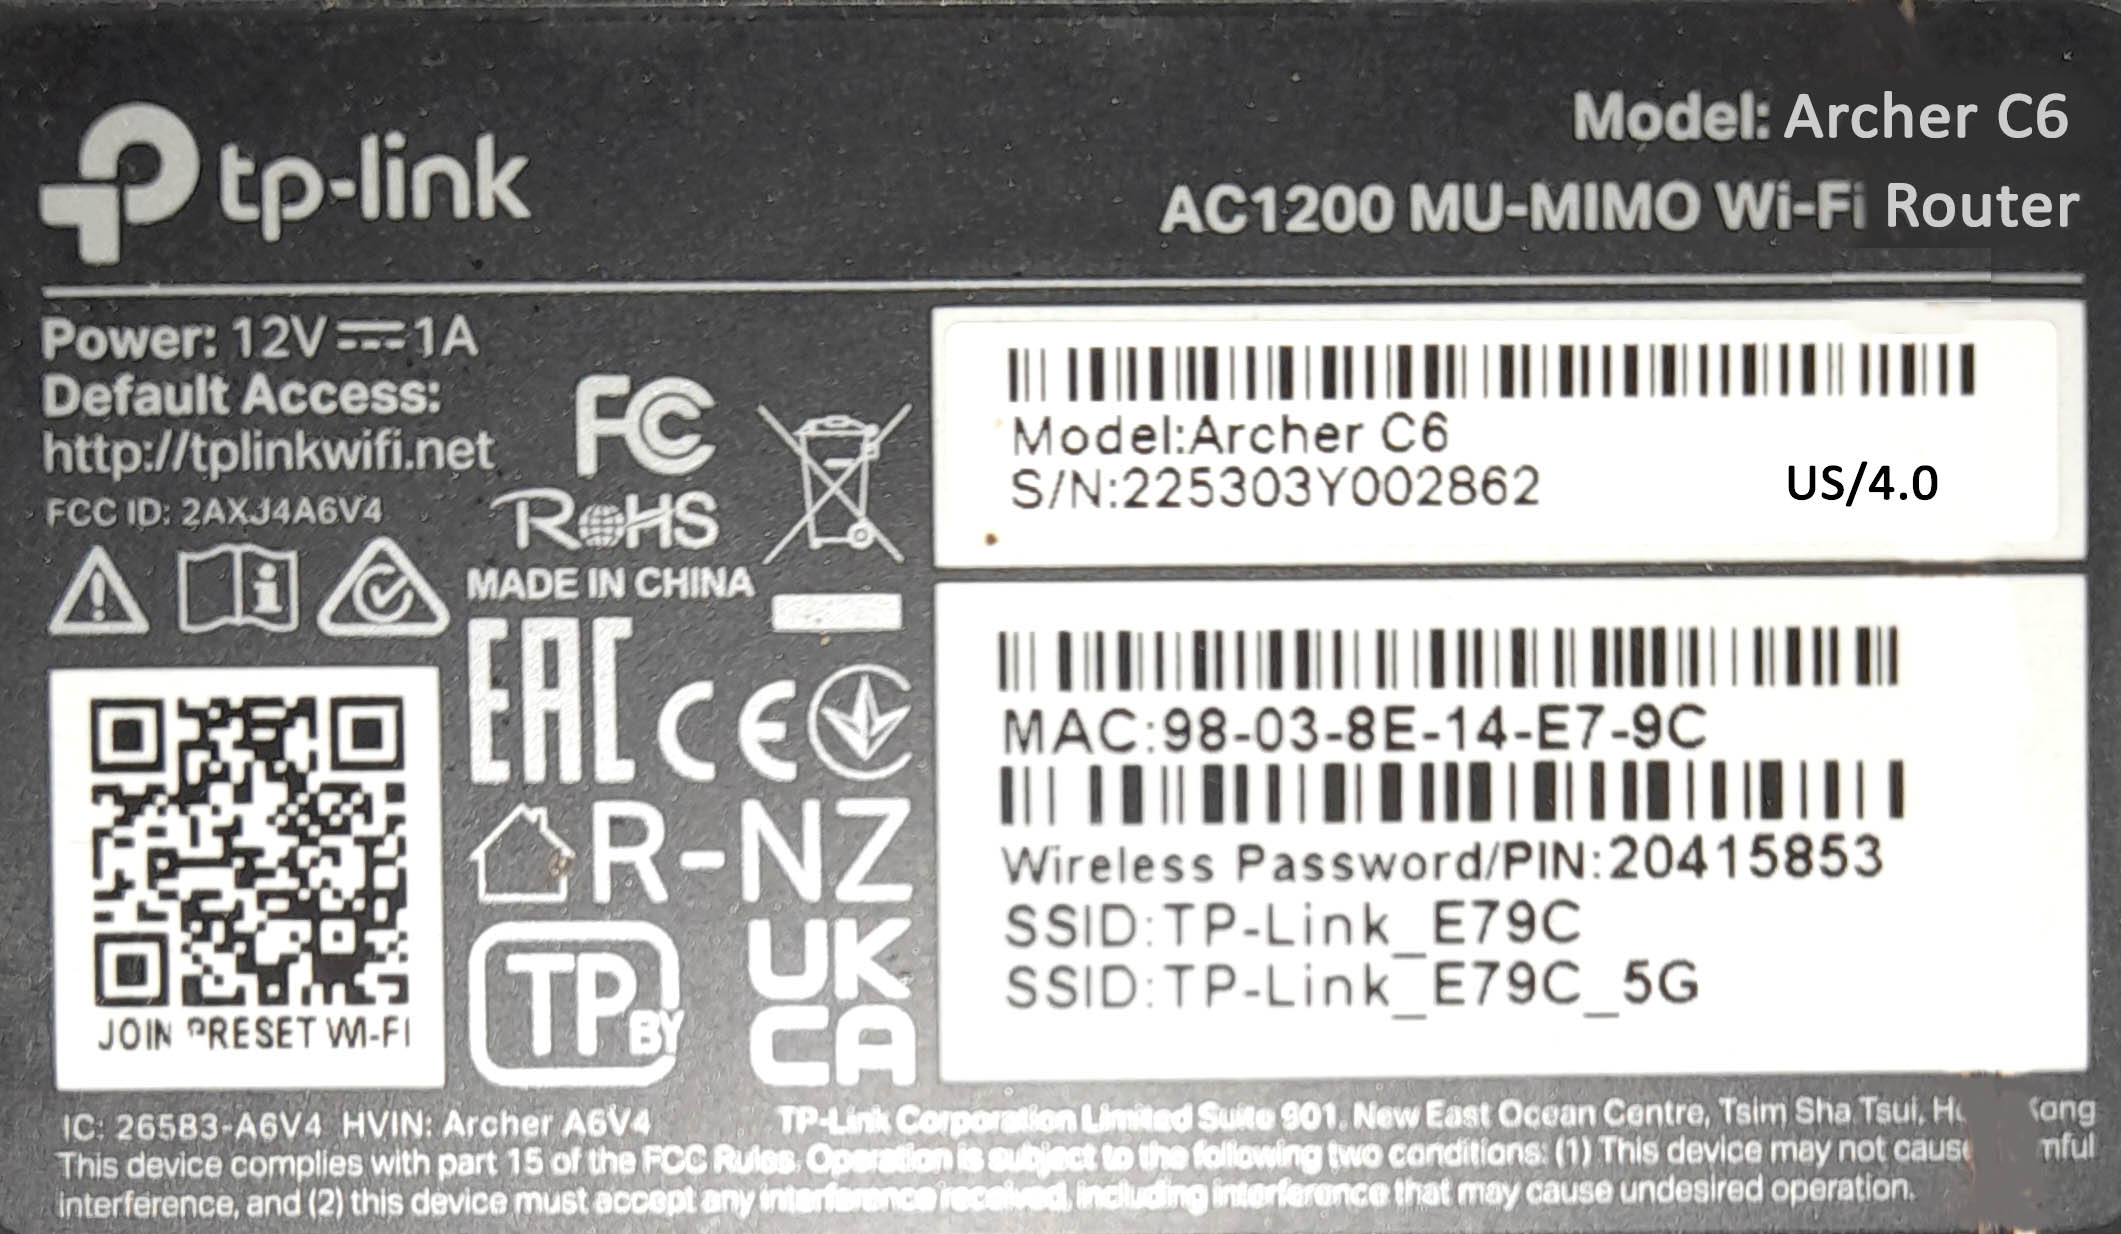 tp-link
Model: Archer C6
AC1200 MU-MIMO Wi-Fi Router
Power: 12V⎓1A
Default Access:
http://tplinkwifi.net
FCC ID: 2AXJ4A6V4
FC
RoHS
MADE IN CHINA
EAC CE
R-NZ
TP BY
UK
CA
JOIN PRESET WI-FI
Model:Archer C6
S/N:225303Y002862
US/4.0
MAC:98-03-8E-14-E7-9C
Wireless Password/PIN:20415853
SSID:TP-Link_E79C
SSID:TP-Link_E79C_5G
IC: 26583-A6V4 HVIN: Archer A6V4
TP-Link Corporation Limited Suite 901, New East Ocean Centre, Tsim Sha Tsui,
This device complies with part 15 of the FCC Rules. Operation is subject to the following two conditions: (1) This device may not
interference, and (2) this device must accept any interference received, including interference that may cause undesired operation.